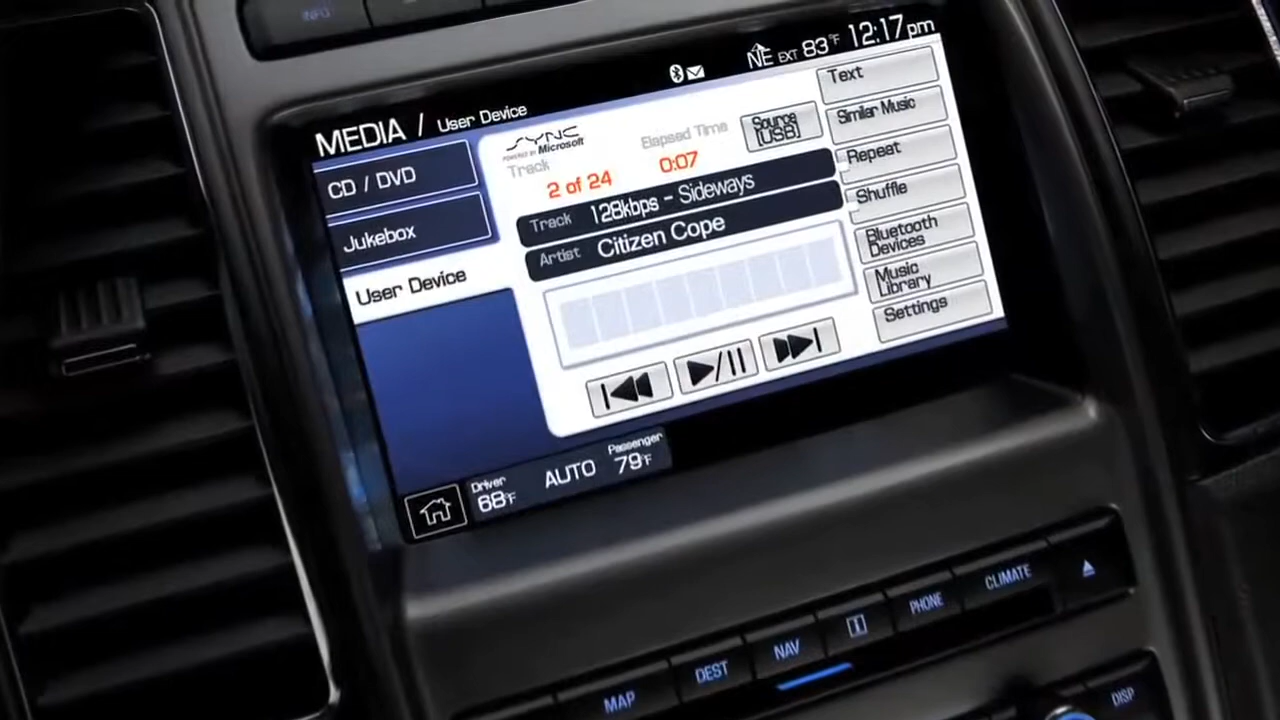 INFO
NE EXT 83°F 12:17pm
MEDIA / User Device
CD / DVD
Jukebox
User Device
SYNC
POWERED BY Microsoft
Track
2 of 24
Elapsed Time
0:07
Source
[USB]
Track 128kbps - Sideways
Artist Citizen Cope
Text
Similar Music
Repeat
Shuffle
Bluetooth
Devices
Music
Library
Settings
Driver
68°F
AUTO
Passenger
79°F
MAP
DEST
NAV
PHONE
CLIMATE
DISP